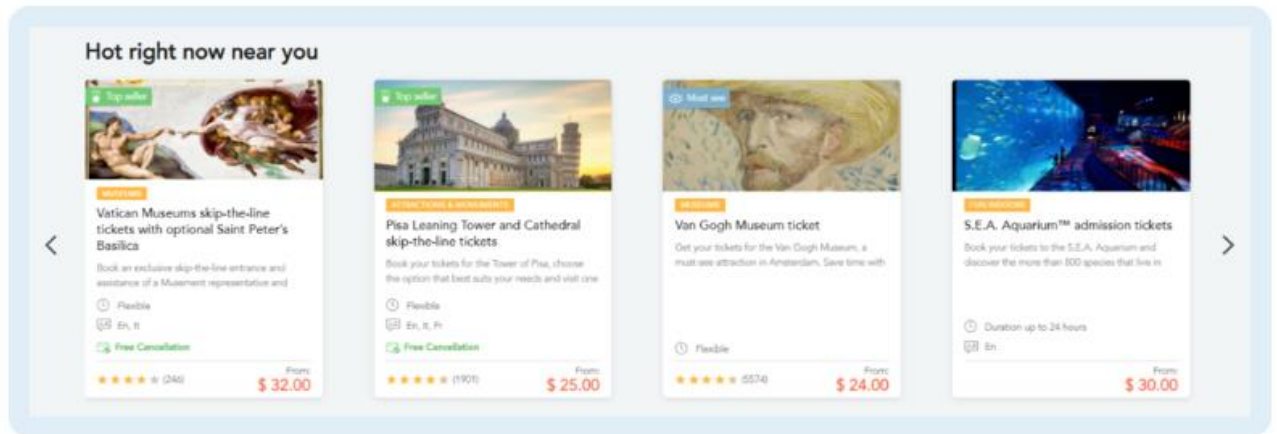 Hot right now near you
Top seller
MUSEUMS
Vatican Museums skip-the-line
tickets with optional Saint Peter's
Basilica
Book an exclusive skip-the-line entrance and
assistance of a Musement representative and
Flexible
En, It
Free Cancellation
(246)
From:
$ 32.00
Top seller
ATTRACTIONS & MONUMENTS
Pisa Leaning Tower and Cathedral
skip-the-line tickets
Book your tickets for the Tower of Pisa, choose
the option that best suits your needs and visit one
Flexible
En, It, Fr
Free Cancellation
(1901)
From:
$ 25.00
Must see
MUSEUMS
Van Gogh Museum ticket
Get your tickets for the Van Gogh Museum, a
must-see attraction in Amsterdam. Save time with
Flexible
(5574)
From:
$ 24.00
FUN INDOORS
S.E.A. Aquarium™ admission tickets
Book your tickets to the S.E.A. Aquarium and
discover the more than 800 species that live in
Duration up to 24 hours
En
From:
$ 30.00